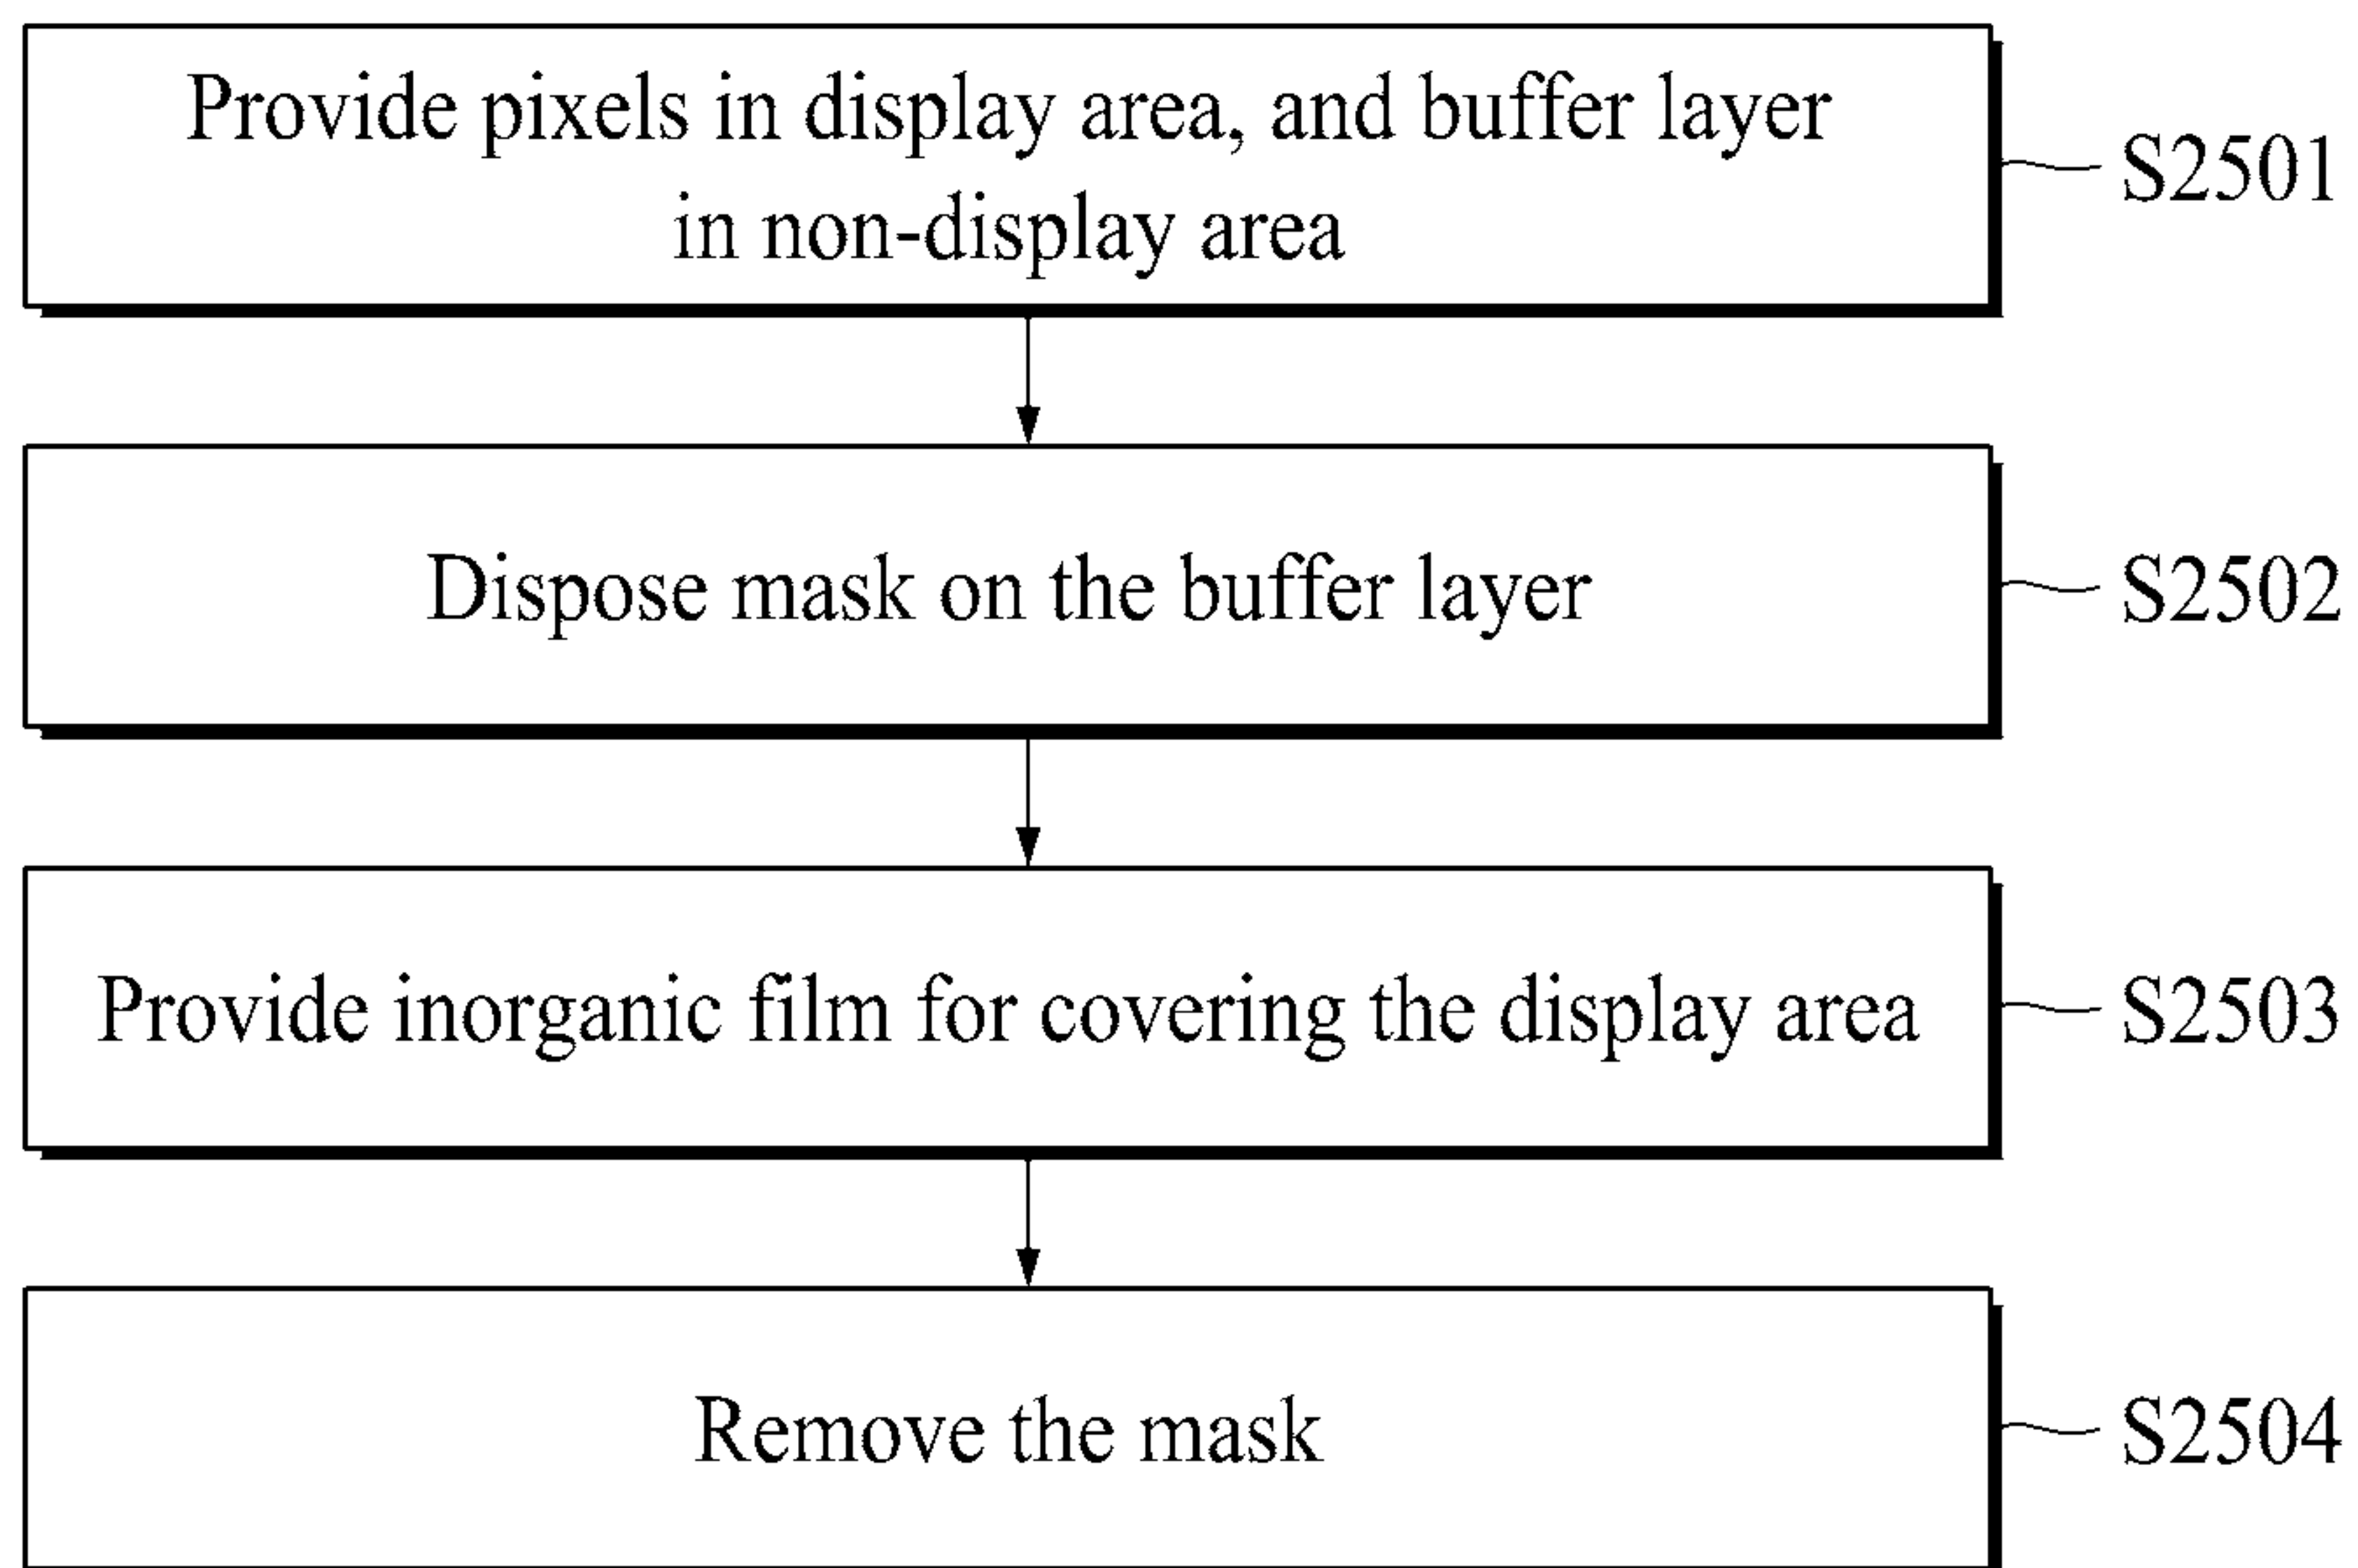 Provide pixels in display area, and buffer layer
in non-display area
S2501
Dispose mask on the buffer layer
S2502
Provide inorganic film for covering the display area
S2503
Remove the mask
S2504